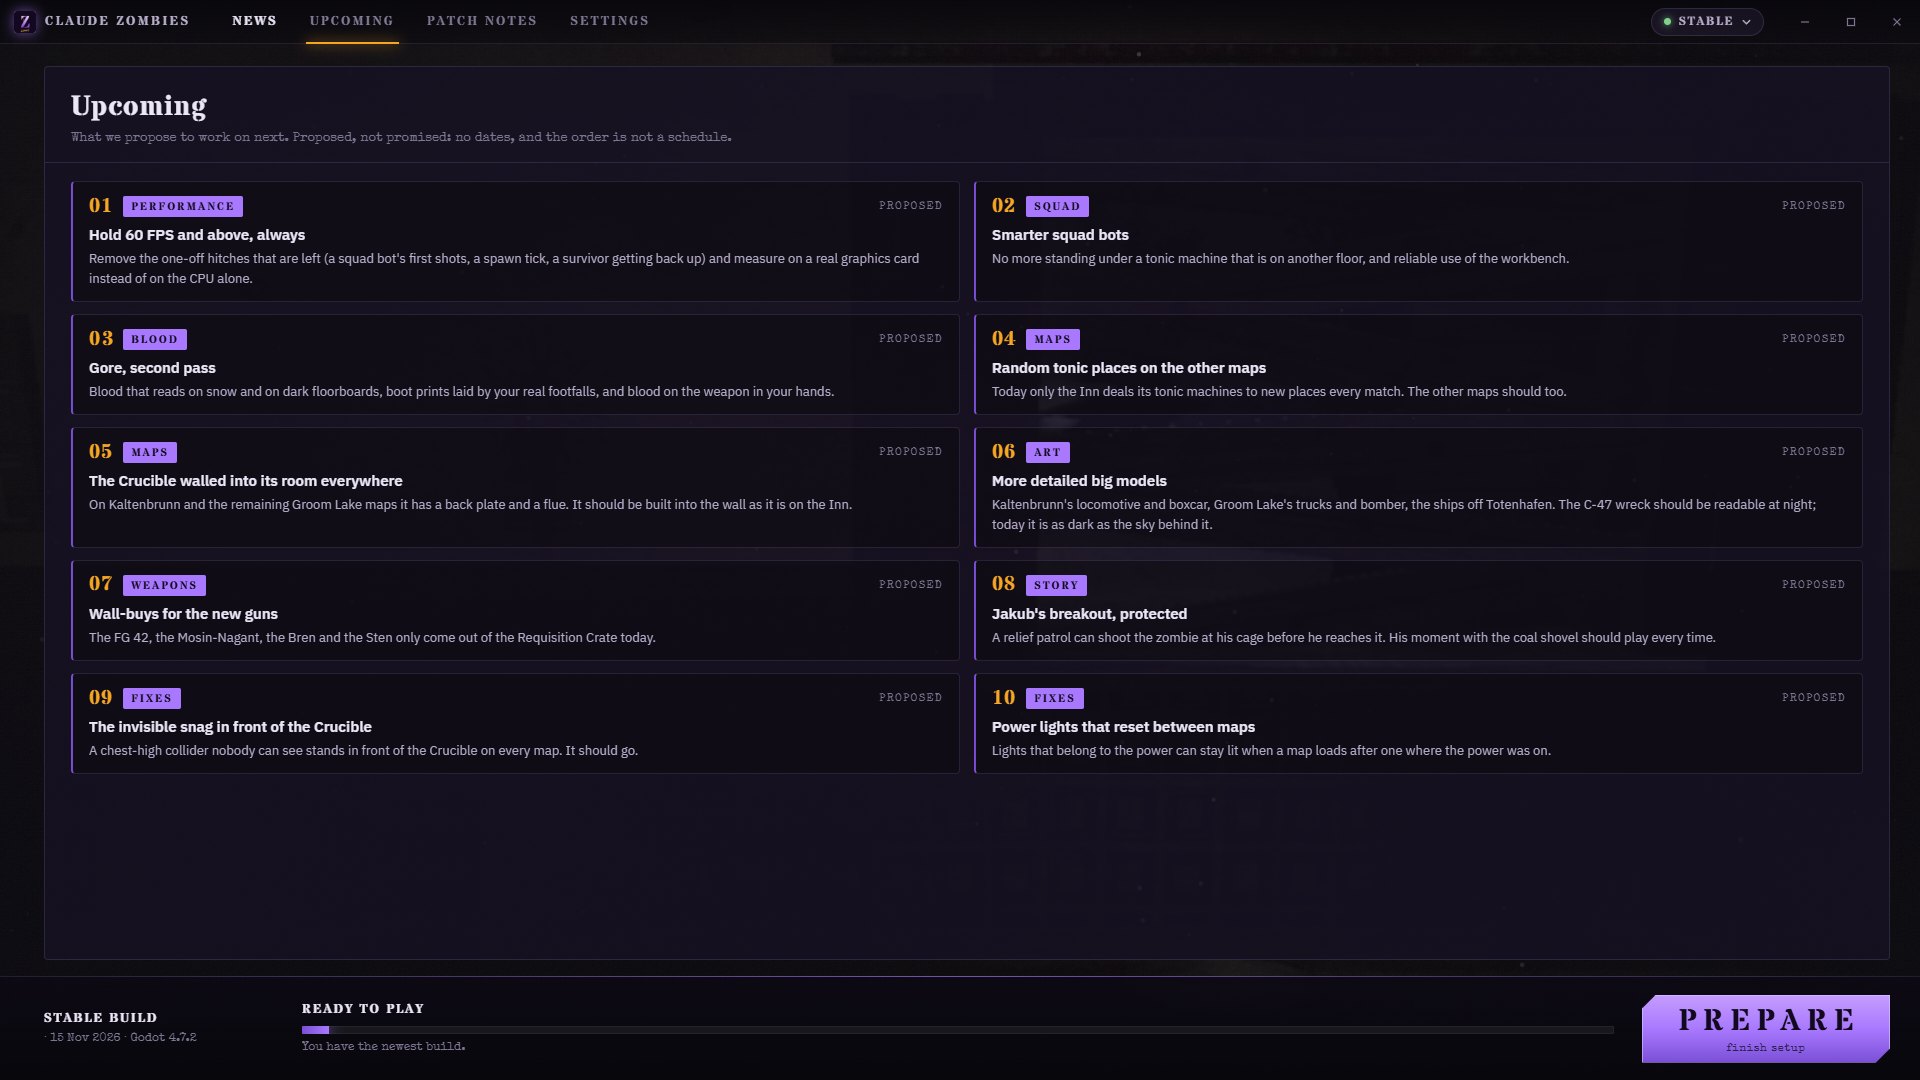 CLAUDE ZOMBIES NEWS UPCOMING PATCH NOTES SETTINGS STABLE
Upcoming
What we propose to work on next. Proposed, not promised: no dates, and the order is not a schedule.
01 PERFORMANCE PROPOSED
Hold 60 FPS and above, always
Remove the one-off hitches that are left (a squad bot's first shots, a spawn tick, a survivor getting back up) and measure on a real graphics card
instead of on the CPU alone.
02 SQUAD PROPOSED
Smarter squad bots
No more standing under a tonic machine that is on another floor, and reliable use of the workbench.
03 BLOOD PROPOSED
Gore, second pass
Blood that reads on snow and on dark floorboards, boot prints laid by your real footfalls, and blood on the weapon in your hands.
04 MAPS PROPOSED
Random tonic places on the other maps
Today only the Inn deals its tonic machines to new places every match. The other maps should too.
05 MAPS PROPOSED
The Crucible walled into its room everywhere
On Kaltenbrunn and the remaining Groom Lake maps it has a back plate and a flue. It should be built into the wall as it is on the Inn.
06 ART PROPOSED
More detailed big models
Kaltenbrunn's locomotive and boxcar, Groom Lake's trucks and bomber, the ships off Totenhafen. The C-47 wreck should be readable at night;
today it is as dark as the sky behind it.
07 WEAPONS PROPOSED
Wall-buys for the new guns
The FG 42, the Mosin-Nagant, the Bren and the Sten only come out of the Requisition Crate today.
08 STORY PROPOSED
Jakub's breakout, protected
A relief patrol can shoot the zombie at his cage before he reaches it. His moment with the coal shovel should play every time.
09 FIXES PROPOSED
The invisible snag in front of the Crucible
A chest-high collider nobody can see stands in front of the Crucible on every map. It should go.
10 FIXES PROPOSED
Power lights that reset between maps
Lights that belong to the power can stay lit when a map loads after one where the power was on.
STABLE BUILD
· 15 Nov 2026 · Godot 4.7.2
READY TO PLAY
You have the newest build.
PREPARE
finish setup